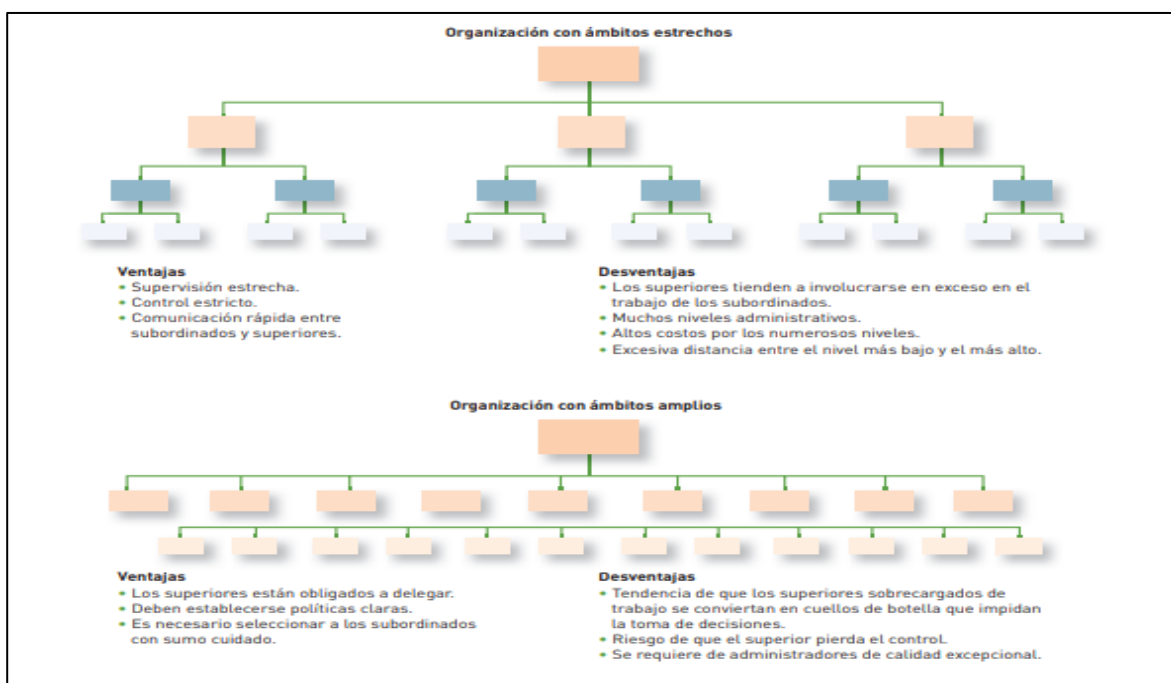 Organización con ámbitos estrechos
Ventajas
• Supervisión estrecha.
• Control estricto.
• Comunicación rápida entre
subordinados y superiores.
Desventajas
• Los superiores tienden a involucrarse en exceso en el
trabajo de los subordinados.
• Muchos niveles administrativos.
• Altos costos por los numerosos niveles.
• Excesiva distancia entre el nivel más bajo y el más alto.
Organización con ámbitos amplios
Ventajas
• Los superiores están obligados a delegar.
• Deben establecerse políticas claras.
• Es necesario seleccionar a los subordinados
con sumo cuidado.
Desventajas
• Tendencia de que los superiores sobrecargados de
trabajo se conviertan en cuellos de botella que impidan
la toma de decisiones.
• Riesgo de que el superior pierda el control.
• Se requiere de administradores de calidad excepcional.